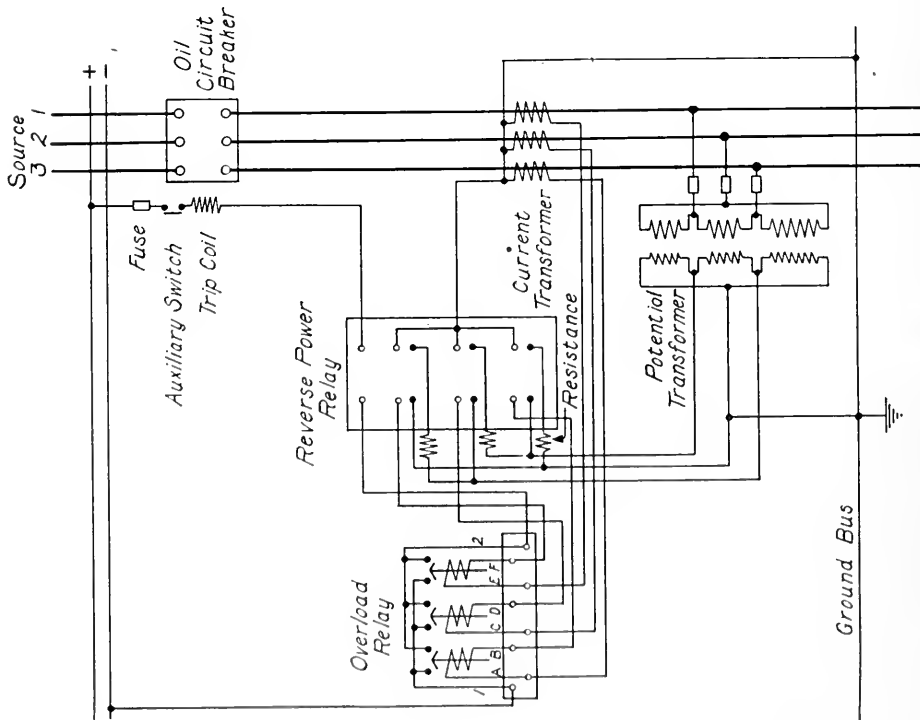 Source
1
2
3
+
-
Oil
Circuit
Breaker
Fuse
Auxiliary Switch
Trip Coil
Reverse Power
Relay
Current
Transformer
Resistance
Potential
Transformer
Overload
Relay
1
A
B
C
D
E
F
2
Ground Bus